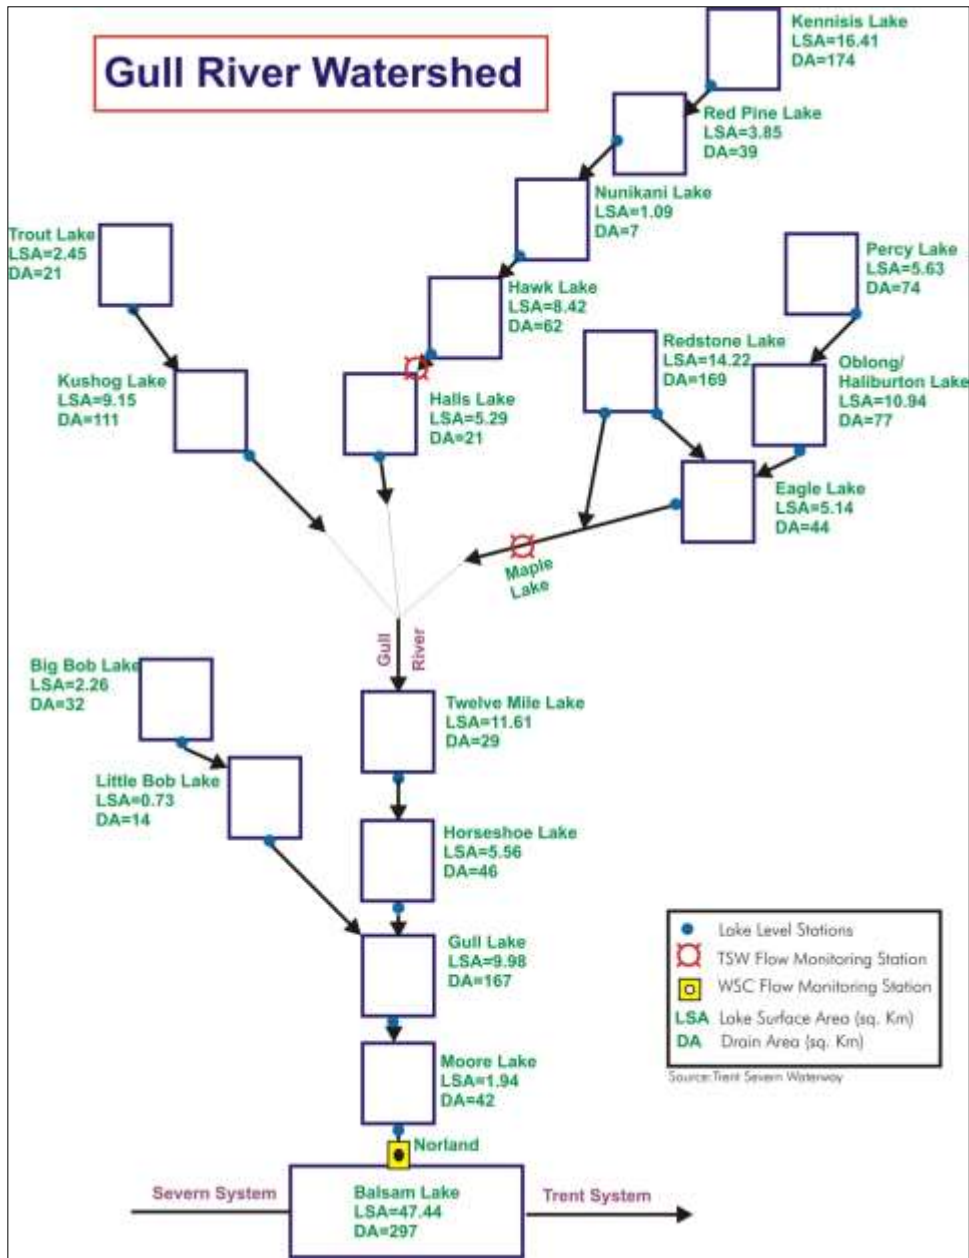 Gull River Watershed
Kennisis Lake
LSA=16.41
DA=174
Red Pine Lake
LSA=3.85
DA=39
Nunikani Lake
LSA=1.09
DA=7
Trout Lake
LSA=2.45
DA=21
Percy Lake
LSA=5.63
DA=74
Hawk Lake
LSA=8.42
DA=62
Redstone Lake
LSA=14.22
DA=169
Oblong/
Haliburton Lake
LSA=10.94
DA=77
Kushog Lake
LSA=9.15
DA=111
Halls Lake
LSA=5.29
DA=21
Eagle Lake
LSA=5.14
DA=44
Maple
Lake
Gull
River
Big Bob Lake
LSA=2.26
DA=32
Twelve Mile Lake
LSA=11.61
DA=29
Little Bob Lake
LSA=0.73
DA=14
Horseshoe Lake
LSA=5.56
DA=46
Gull Lake
LSA=9.98
DA=167
Moore Lake
LSA=1.94
DA=42
Norland
Severn System
Balsam Lake
LSA=47.44
DA=297
Trent System
Lake Level Stations
TSW Flow Monitoring Station
WSC Flow Monitoring Station
LSA Lake Surface Area (sq. Km)
DA Drain Area (sq. Km)
Source: Trent Severn Waterway